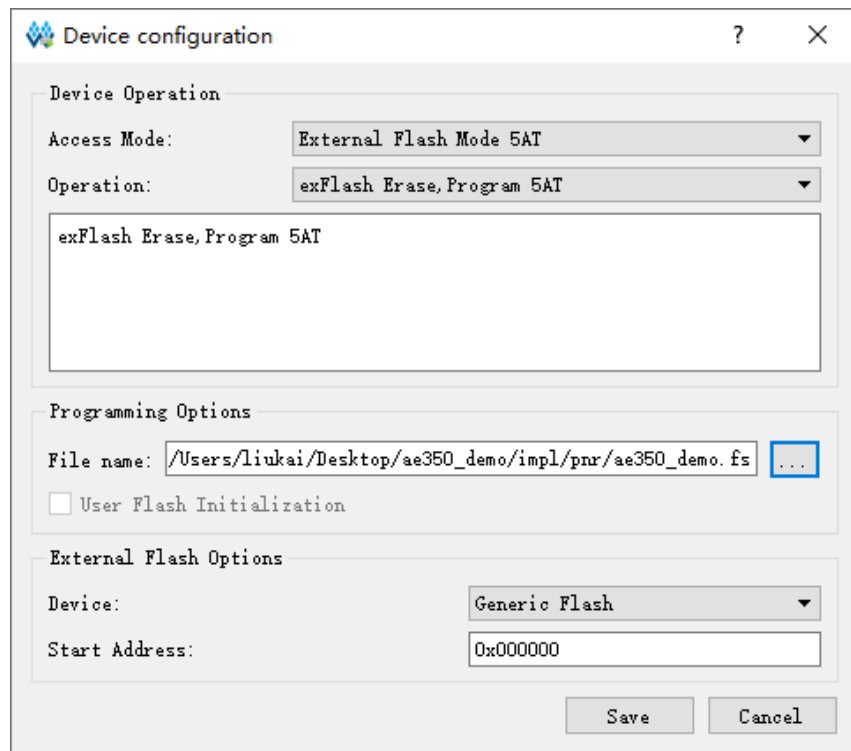 Device configuration
?
Device Operation
Access Mode:
External Flash Mode 5AT
Operation:
exFlash Erase,Program 5AT
exFlash Erase,Program 5AT
Programming Options
File name:
/Users/liukai/Desktop/ae350_demo/impl/pnr/ae350_demo.fs
...
User Flash Initialization
External Flash Options
Device:
Generic Flash
Start Address:
0x000000
Save
Cancel